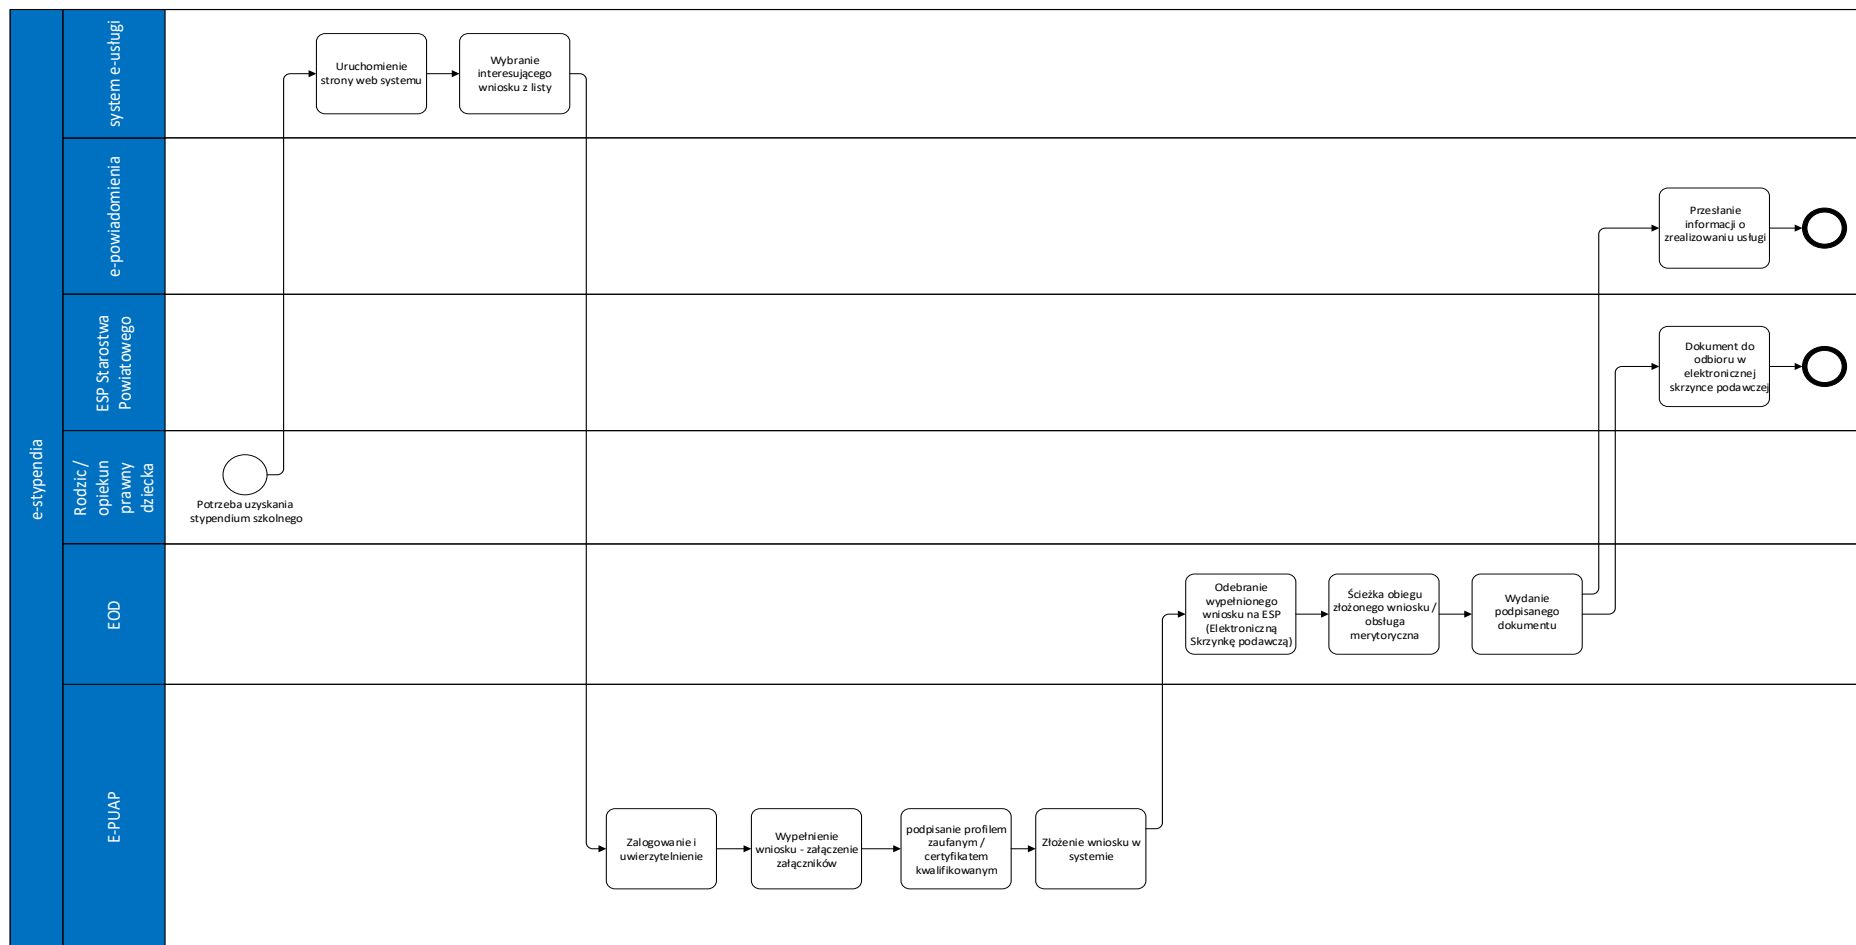 e-stypendia
system e-usługi
Uruchomienie
strony web systemu
Wybranie
interesującego
wniosku z listy
e-powiadomienia
Przesłanie
informacji o
zrealizowaniu usługi
ESP Starostwa
Powiatowego
Dokument do
odbioru w
elektronicznej
skrzynce podawczej
Rodzic /
opiekun
prawny
dziecka
Potrzeba uzyskania
stypendium szkolnego
EOD
Odebranie
wypełnionego
wniosku na ESP
(Elektroniczną
Skrzynkę podawczą)
Ścieżka obiegu
złożonego wniosku /
obsługa
merytoryczna
Wydanie
podpisanego
dokumentu
E-PUAP
Zalogowanie i
uwierzytelnienie
Wypełnienie
wniosku - załączenie
załączników
podpisanie profilem
zaufanym /
certyfikatem
kwalifikowanym
Złożenie wniosku w
systemie